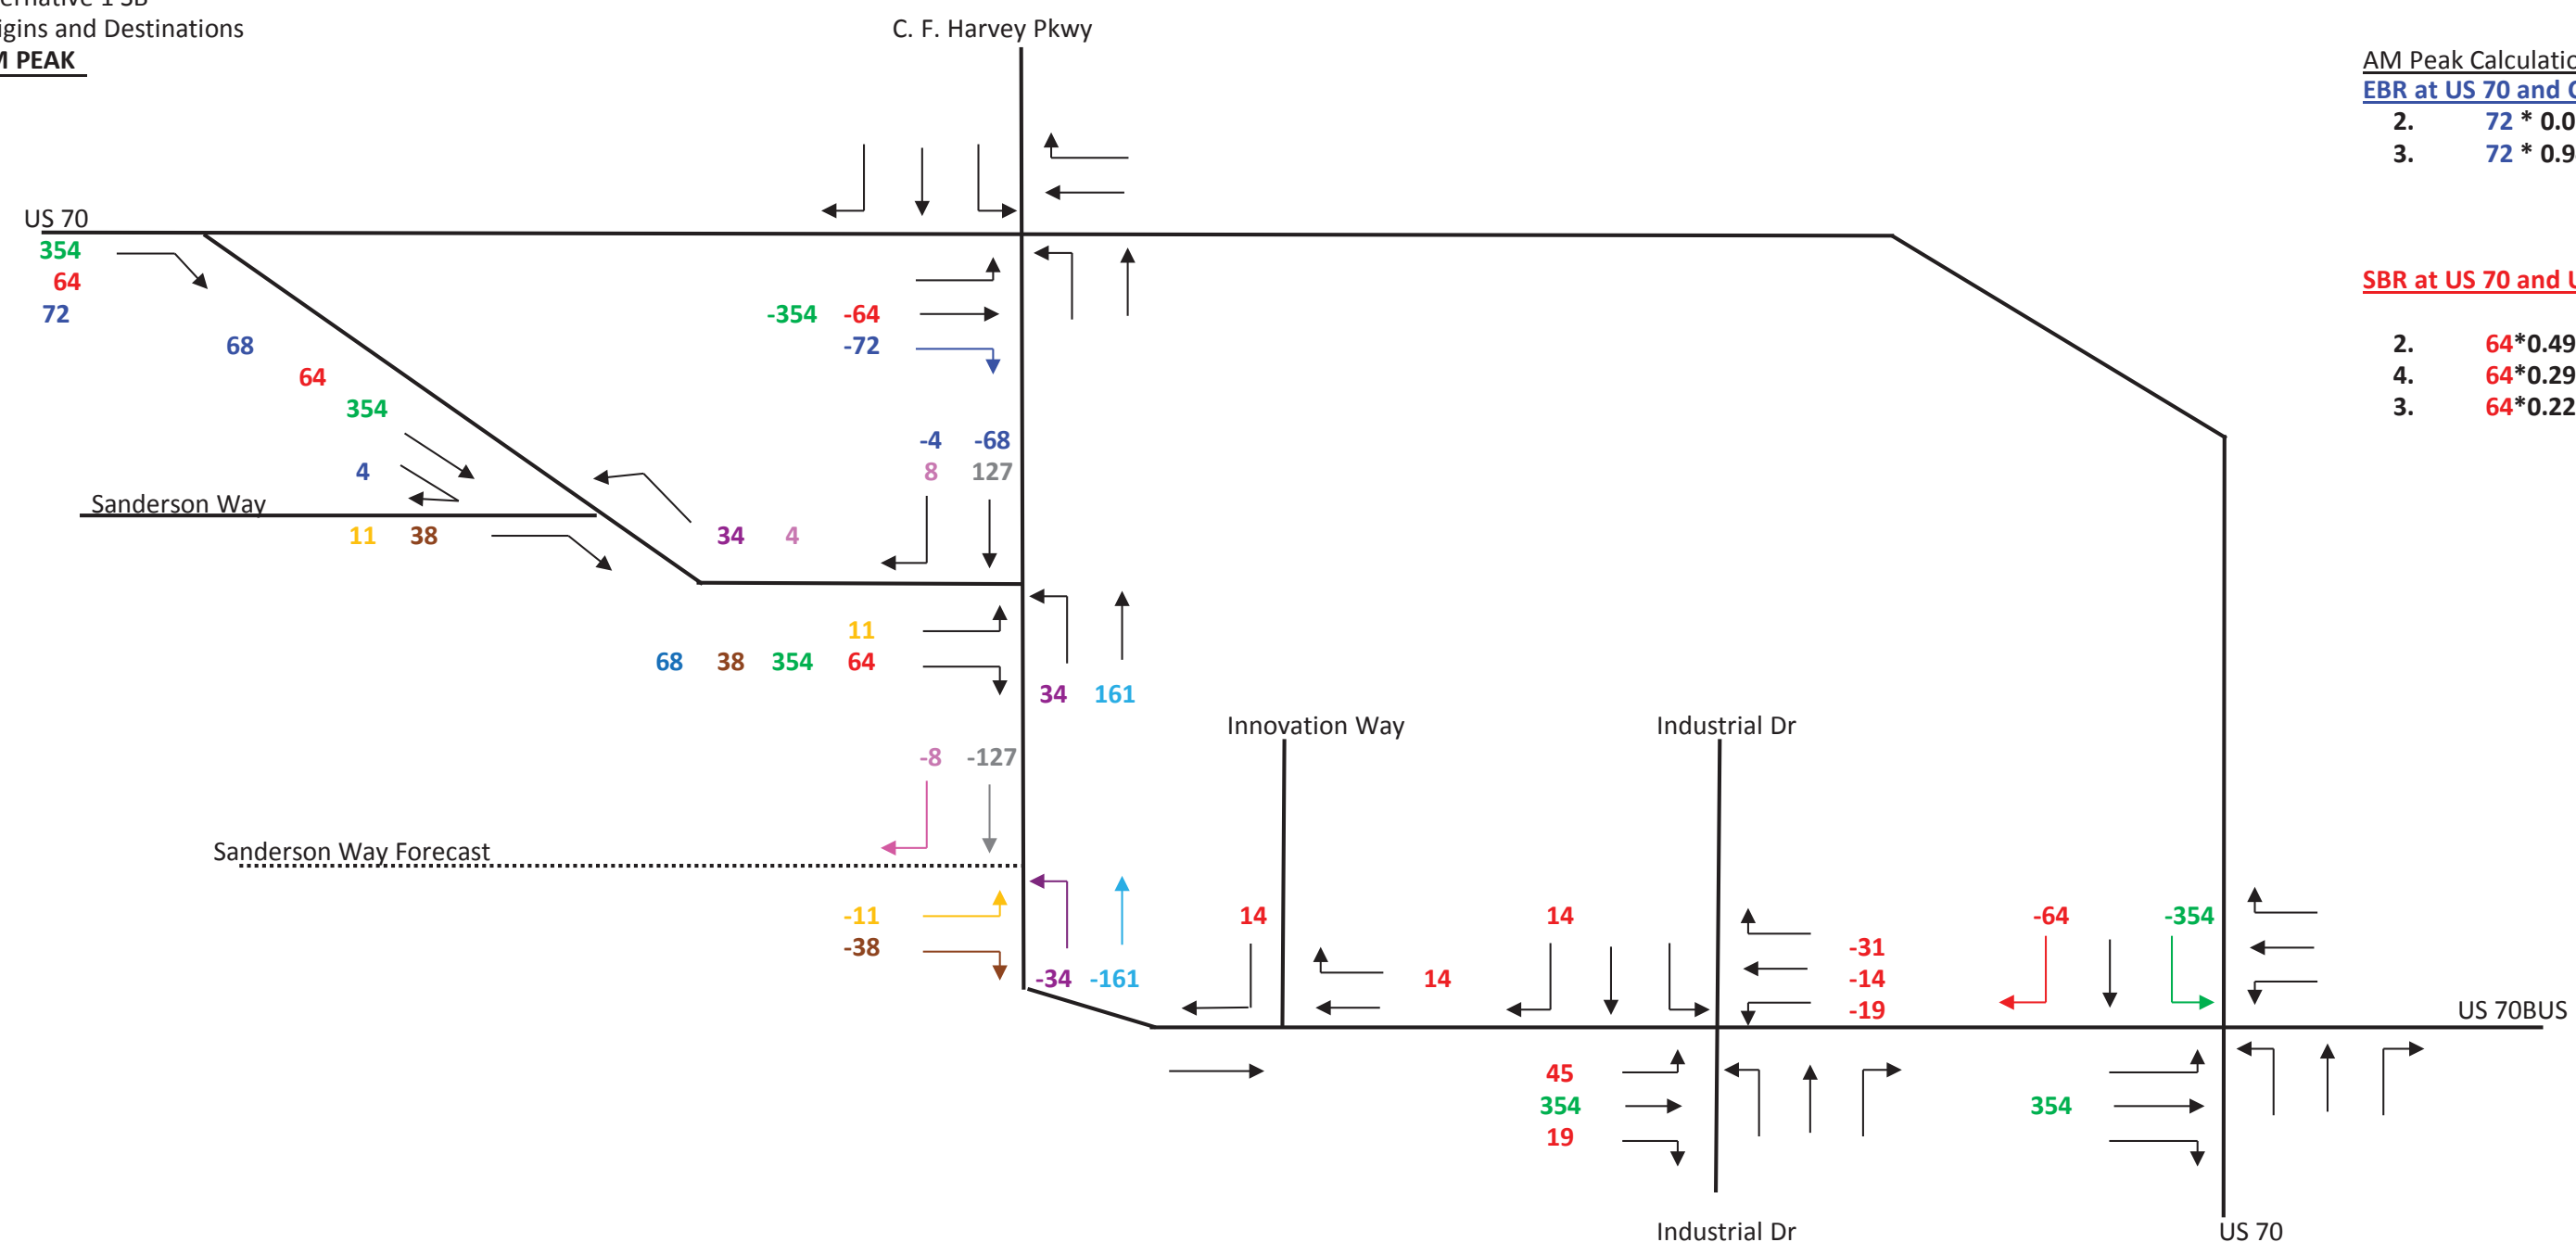 igins and Destinations
M PEAK
C. F. Harvey Pkwy
AM Peak Calculatio
EBR at US 70 and
2. 72 * 0.0
3. 72 * 0.9
US 70
354
64
72
-354 -64
-72
SBR at US 70 and
2. 64*0.49
4. 64*0.29
3. 64*0.22
68
64
354
4
-4 -68
8 127
Sanderson Way
11 38
34 4
11
68 38 354 64
34 161
Innovation Way
Industrial Dr
-8 -127
Sanderson Way Forecast
-11
-38
-34 -161
14
14
14
-31
-14
-19
-64 -354
US 70BUS
45
354
19
354
Industrial Dr
US 70